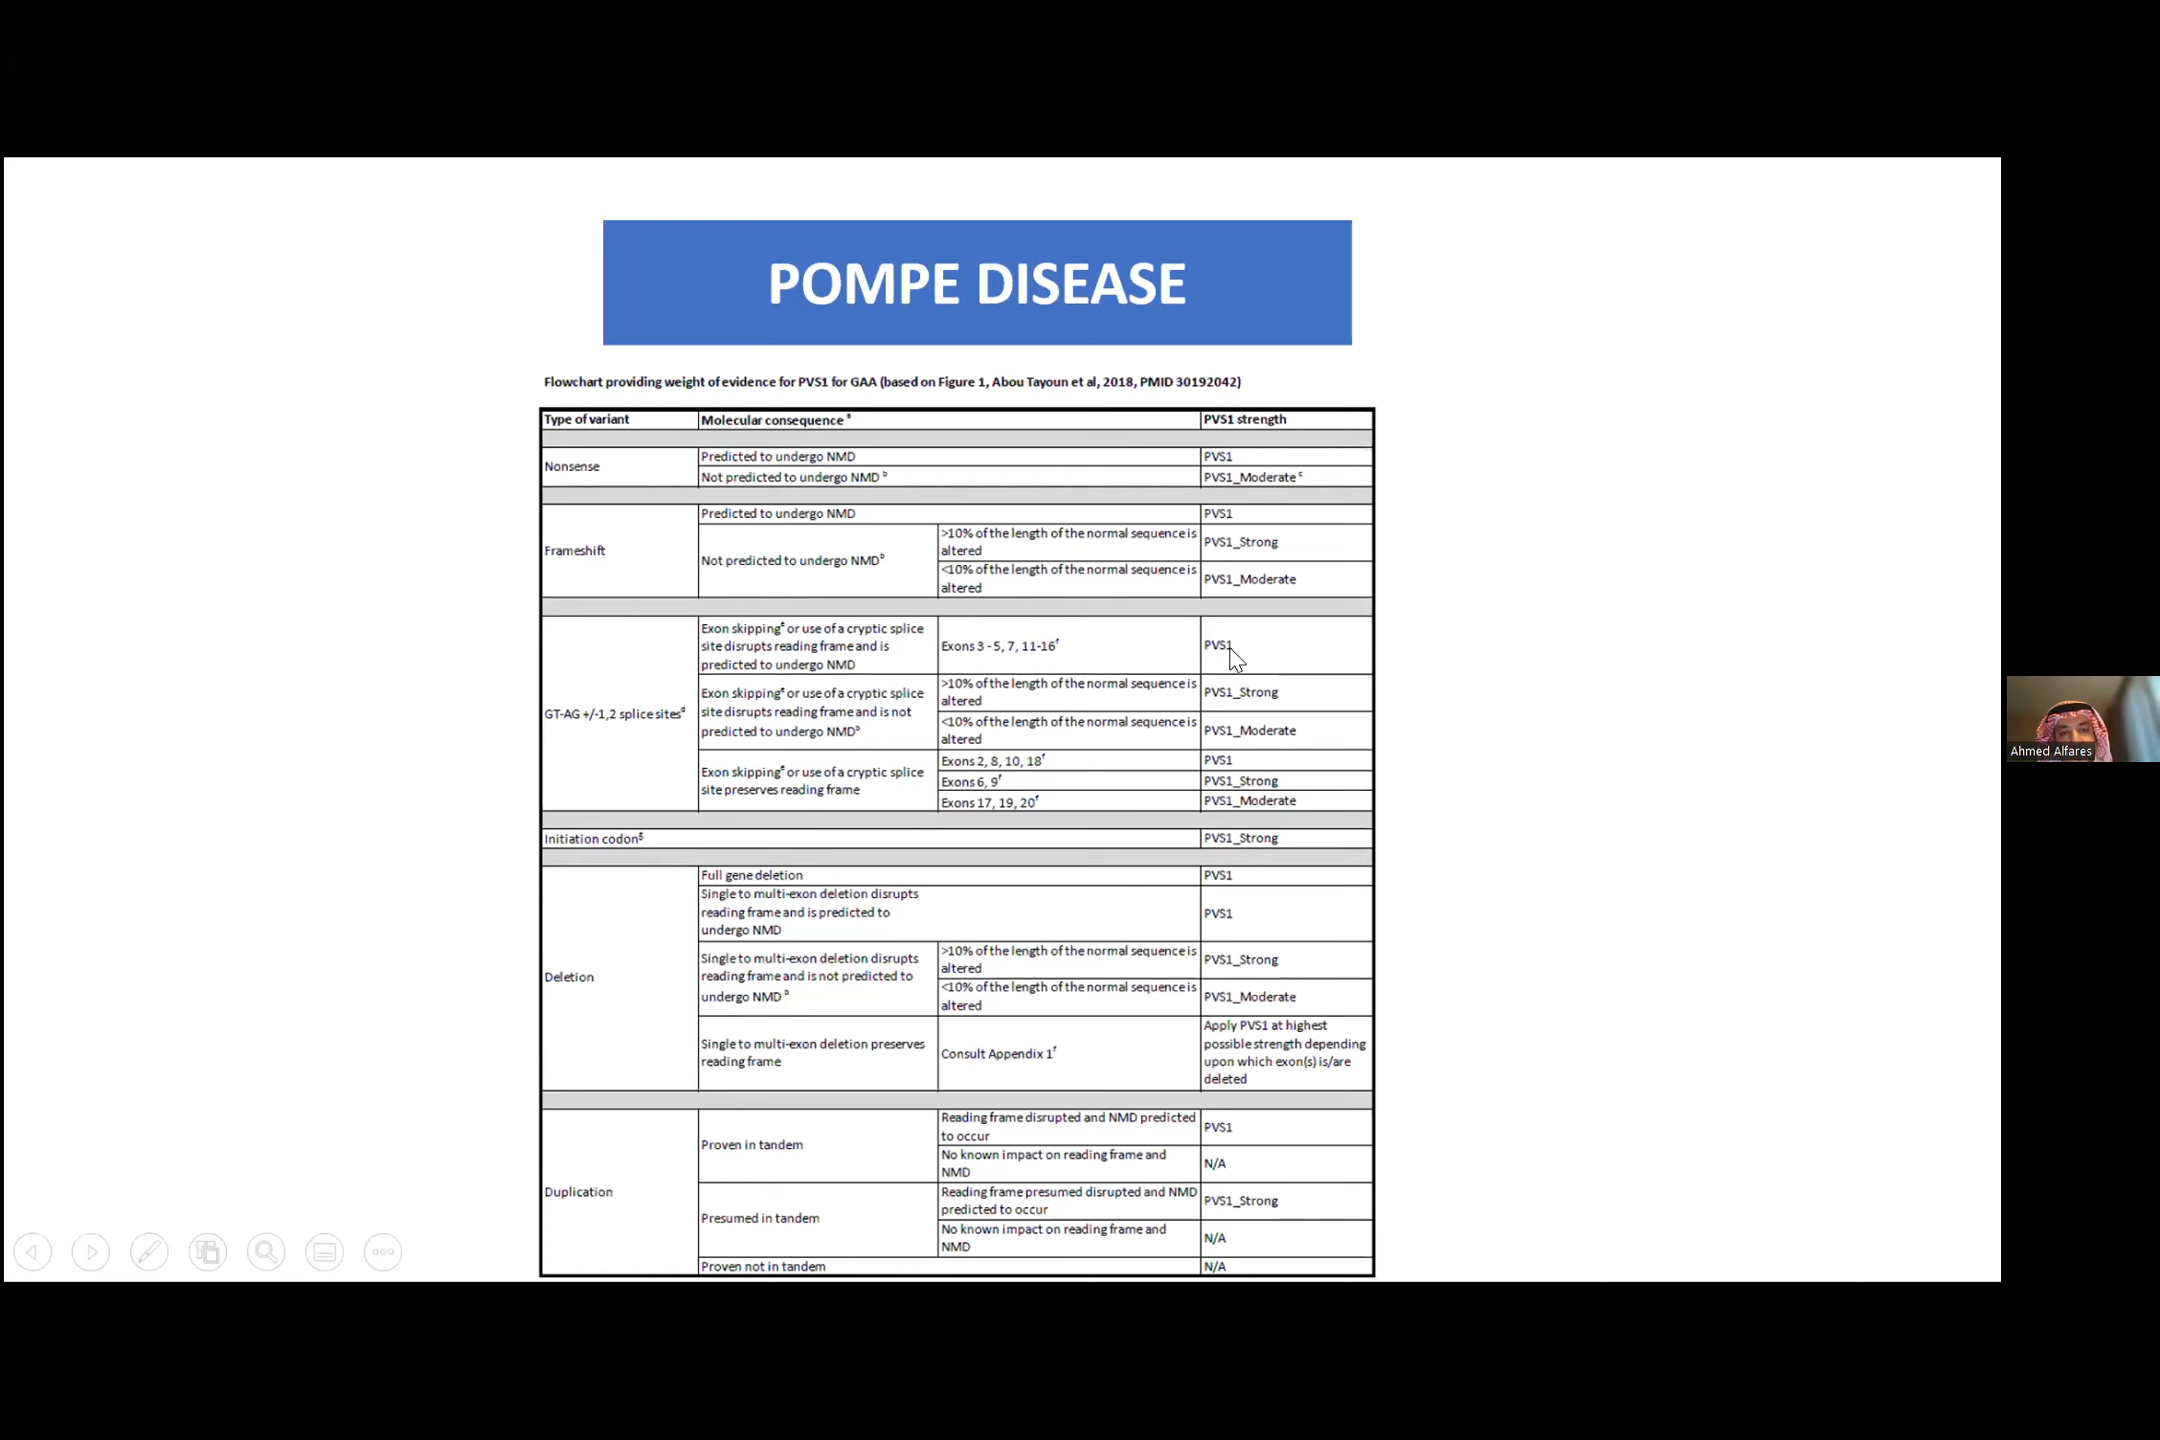 POMPE DISEASE
Flowchart providing weight of evidence for PVS1 for GAA (based on Figure 1, Abou Tayoun et al, 2018, PMID 30192042)
Type of variant
Molecular consequence ª
PVS1 strength
Nonsense
Predicted to undergo NMD
PVS1
Not predicted to undergo NMD ᵇ
PVS1_Moderate ᶜ
Frameshift
Predicted to undergo NMD
PVS1
Not predicted to undergo NMDᵇ
>10% of the length of the normal sequence is
altered
PVS1_Strong
<10% of the length of the normal sequence is
altered
PVS1_Moderate
GT-AG +/-1,2 splice sitesᵈ
Exon skippingᵉ or use of a cryptic splice
site disrupts reading frame and is
predicted to undergo NMD
Exons 3 - 5, 7, 11-16ᶠ
PVS1
Exon skippingᵉ or use of a cryptic splice
site disrupts reading frame and is not
predicted to undergo NMDᵇ
>10% of the length of the normal sequence is
altered
PVS1_Strong
<10% of the length of the normal sequence is
altered
PVS1_Moderate
Exon skippingᵉ or use of a cryptic splice
site preserves reading frame
Exons 2, 8, 10, 18ᶠ
PVS1
Exons 6, 9ᶠ
PVS1_Strong
Exons 17, 19, 20ᶠ
PVS1_Moderate
Initiation codonᵍ
PVS1_Strong
Deletion
Full gene deletion
PVS1
Single to multi-exon deletion disrupts
reading frame and is predicted to
undergo NMD
PVS1
Single to multi-exon deletion disrupts
reading frame and is not predicted to
undergo NMD ᵇ
>10% of the length of the normal sequence is
altered
PVS1_Strong
<10% of the length of the normal sequence is
altered
PVS1_Moderate
Single to multi-exon deletion preserves
reading frame
Consult Appendix 1ᶠ
Apply PVS1 at highest
possible strength depending
upon which exon(s) is/are
deleted
Duplication
Proven in tandem
Reading frame disrupted and NMD predicted
to occur
PVS1
No known impact on reading frame and
NMD
N/A
Presumed in tandem
Reading frame presumed disrupted and NMD
predicted to occur
PVS1_Strong
No known impact on reading frame and
NMD
N/A
Proven not in tandem
N/A
Ahmed Alfares